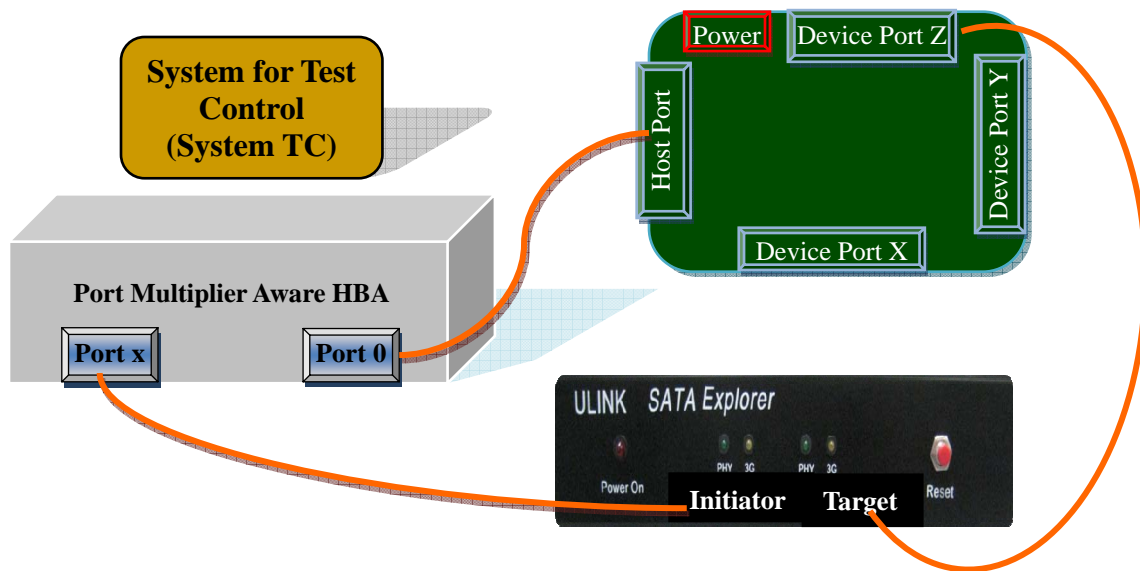 Power
Device Port Z
System for Test
Control
(System TC)
Host Port
Device Port Y
Device Port X
Port Multiplier Aware HBA
Port x
Port 0
ULINK SATA Explorer
PHY 3G PHY 3G
Power On
Initiator
Target
Reset